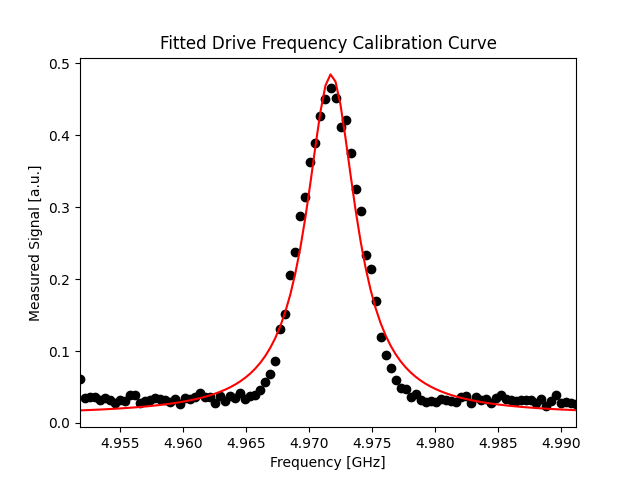 Fitted Drive Frequency Calibration Curve
0.5
0.4
0.3
0.2
0.1
0.0
Measured Signal [a.u.]
4.955 4.960 4.965 4.970 4.975 4.980 4.985 4.990
Frequency [GHz]